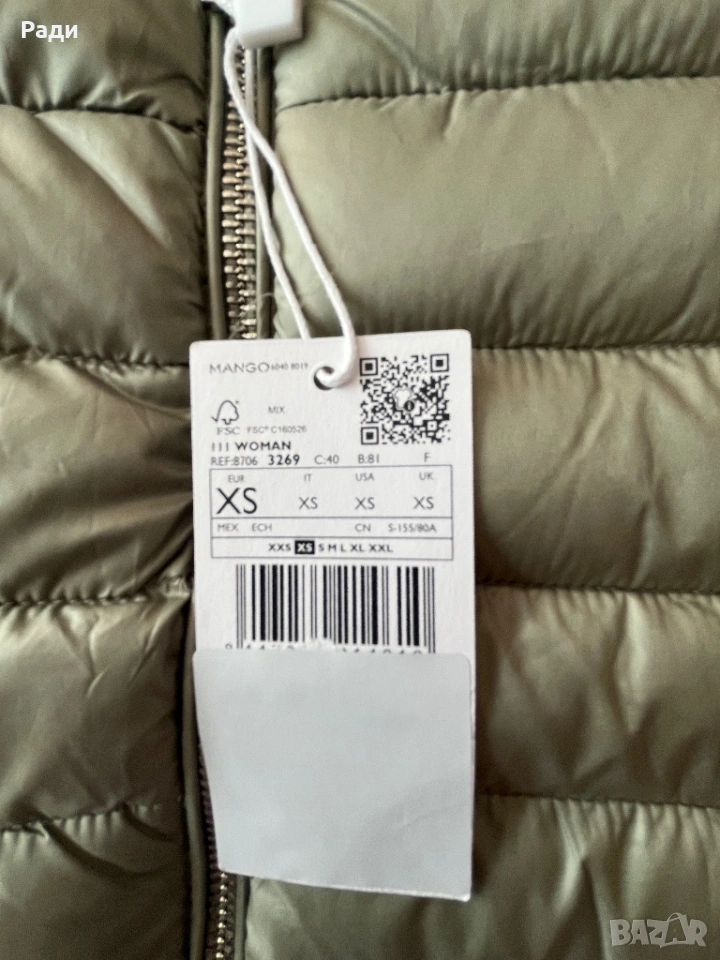 Ради
MANGO 6040 8019
MIX
FSC FSC® C160526
111 WOMAN
REF:8706 3269 C:40 B:81 F
EUR IT USA UK
XS XS XS XS
MEX ECH CN S-155/80A
XXS XS S M L XL XXL
BAZAR